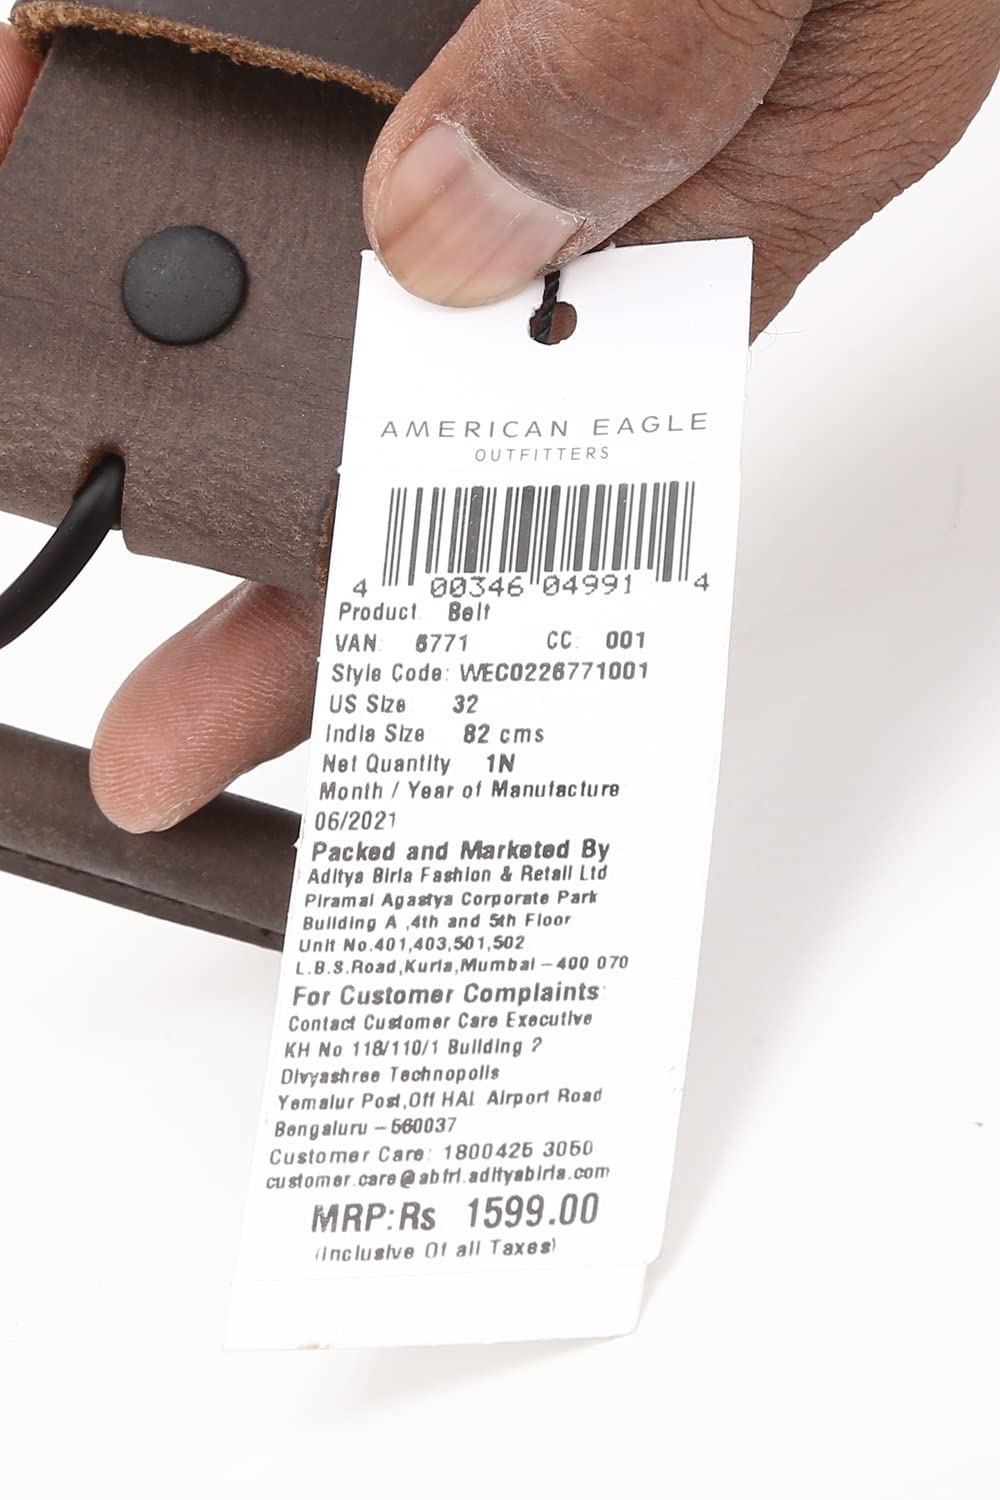 AMERICAN EAGLE
OUTFITTERS
4 00346 04991 4
Product: Belt
VAN: 6771 CC: 001
Style Code: WEC0226771001
US Size 32
India Size 82 cms
Net Quantity 1N
Month / Year of Manufacture
06/2021
Packed and Marketed By
Aditya Birla Fashion & Retail Ltd
Piramal Agastya Corporate Park
Building A ,4th and 5th Floor
Unit No.401,403,501,502
L.B.S.Road,Kurla,Mumbai – 400 070
For Customer Complaints:
Contact Customer Care Executive
KH No 118/110/1 Building 2
Divyashree Technopolis
Yemalur Post,Off HAL Airport Road
Bengaluru – 560037
Customer Care: 1800425 3050
customer.care@abfrl.adityabirla.com
MRP:Rs 1599.00
(Inclusive Of all Taxes)